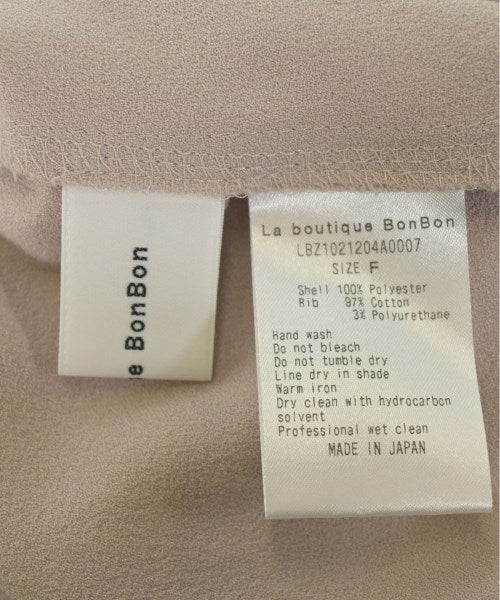 e BonBon
La boutique BonBon
LBZ1021204A0007
SIZE F
Shell 100% Polyester
Rib 97% Cotton
3% Polyurethane
Hand wash
Do not bleach
Do not tumble dry
Line dry in shade
Warm iron
Dry clean with hydrocarbon
solvent
Professional wet clean
MADE IN JAPAN